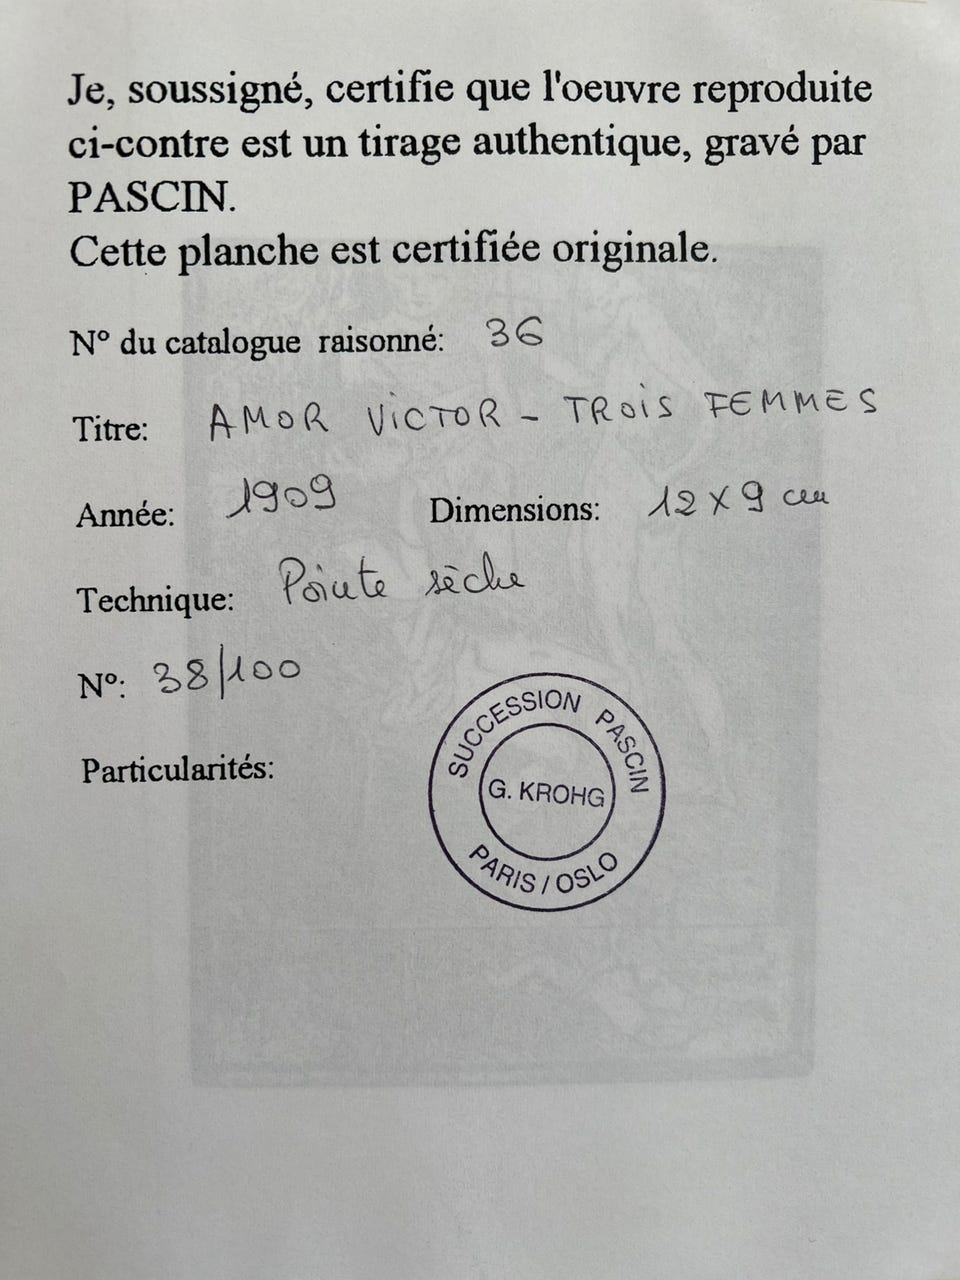 Je, soussigné, certifie que l'oeuvre reproduite
ci-contre est un tirage authentique, gravé par
PASCIN.
Cette planche est certifiée originale.
N° du catalogue raisonné: 36
Titre: AMOR VICTOR - TROIS FEMMES
Année: 1909 Dimensions: 12 X 9 cm
Technique: Pointe sèche
N°: 38/100
Particularités:
SUCCESSION PASCIN
G. KROHG
PARIS / OSLO